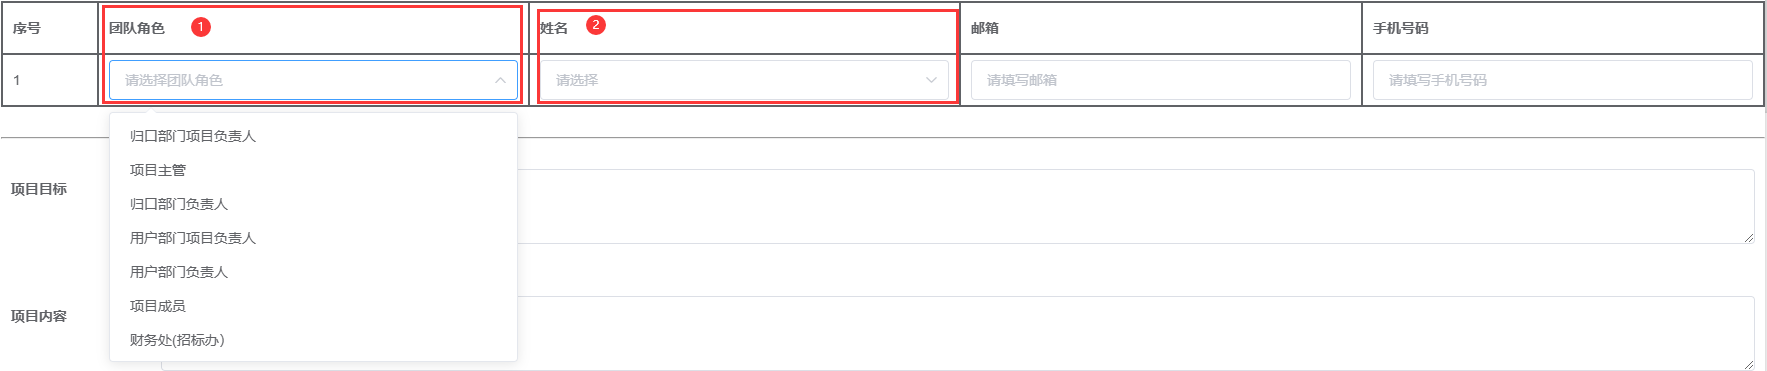 序号 团队角色 1 姓名 2 邮箱 手机号码
1 请选择团队角色 请选择 请填写邮箱 请填写手机号码
归口部门项目负责人
项目主管
项目目标
归口部门负责人
用户部门项目负责人
用户部门负责人
项目成员
项目内容
财务处(招标办)